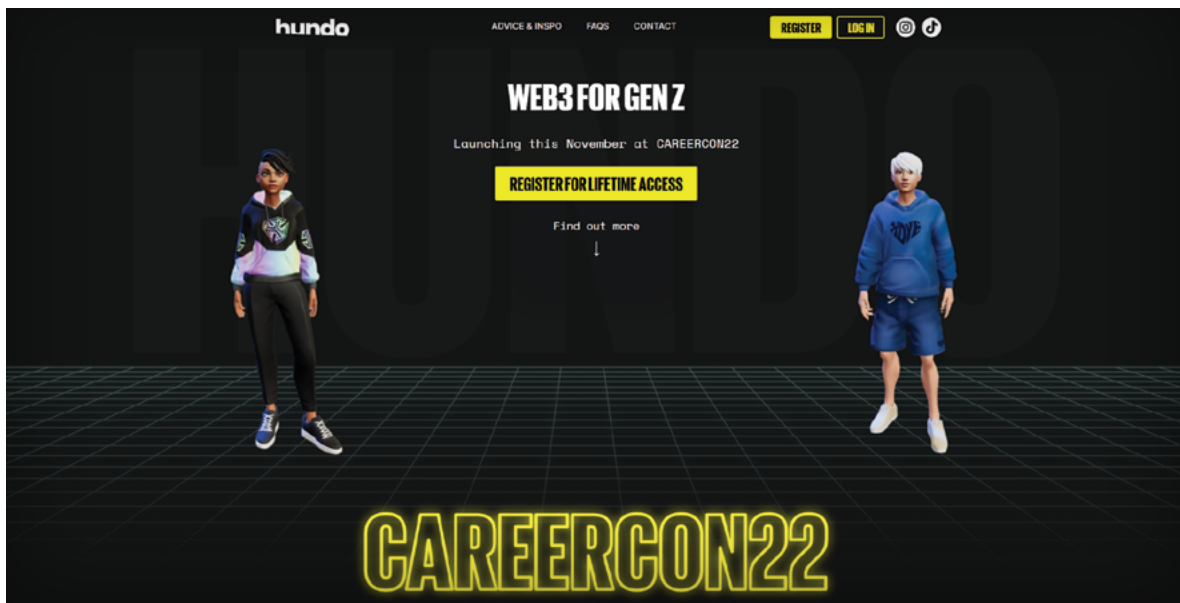 hundo
ADVICE & INSPO FAQS CONTACT
REGISTER LOG IN
HUNDO
WEB3 FOR GEN Z
Launching this November at CAREERCON22
REGISTER FOR LIFETIME ACCESS
Find out more
CAREERCON22